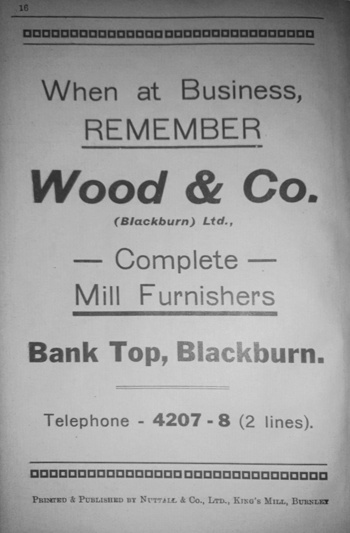 16
When at Business,
REMEMBER
Wood & Co.
(Blackburn) Ltd.,
— Complete —
Mill Furnishers
Bank Top, Blackburn.
Telephone - 4207 - 8 (2 lines).
Printed & Published by Nuttall & Co., Ltd., King's Mill, Burnley